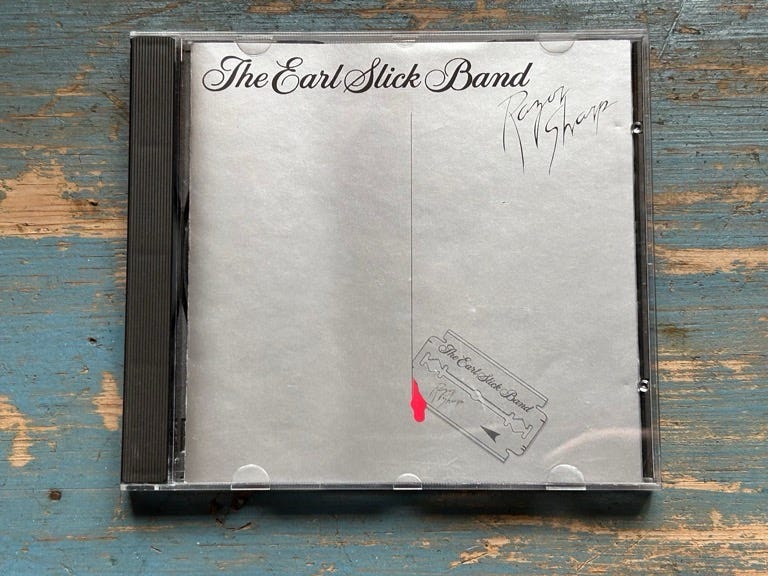 The Earl Slick Band
Razor
Sharp
The Earl Slick Band
Razor
Sharp